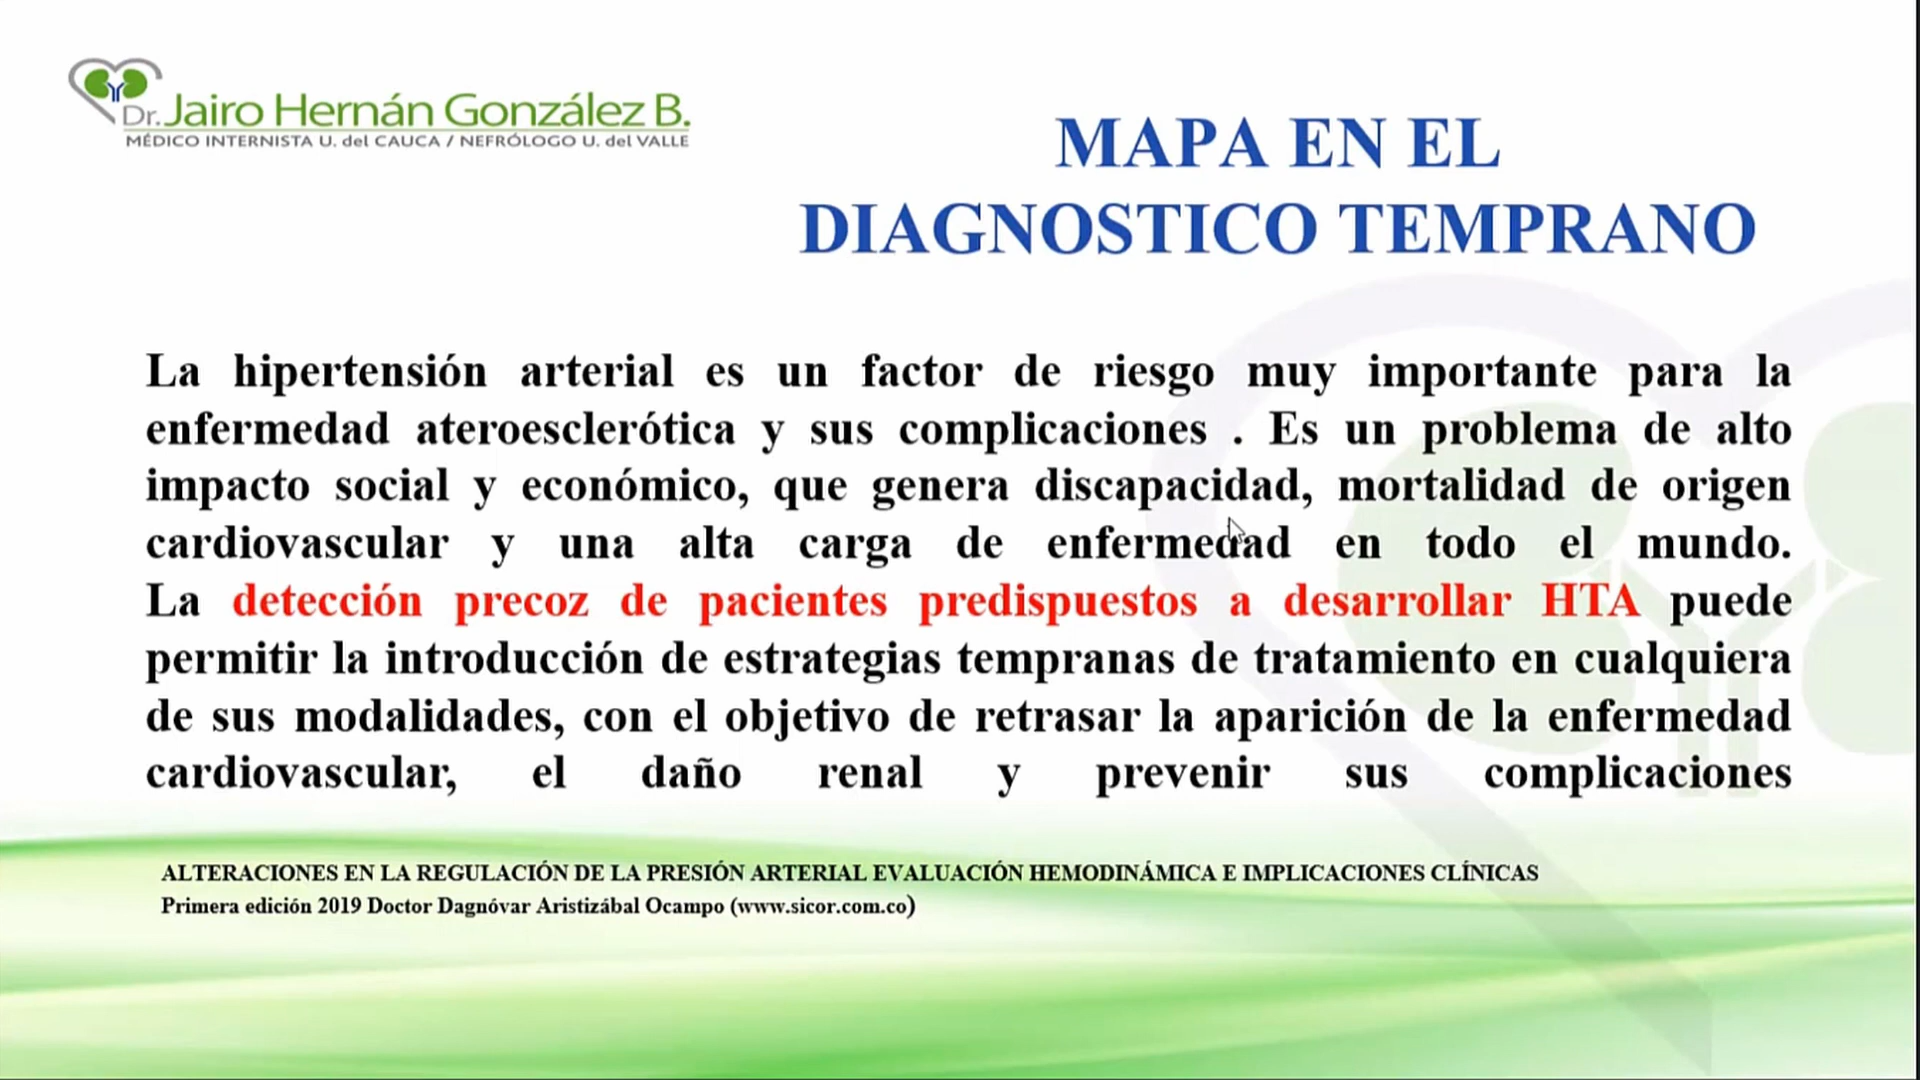 Dr. Jairo Hernán González B.
MÉDICO INTERNISTA U. del CAUCA / NEFRÓLOGO U. del VALLE
MAPA EN EL
DIAGNOSTICO TEMPRANO
La hipertensión arterial es un factor de riesgo muy importante para la
enfermedad ateroesclerótica y sus complicaciones . Es un problema de alto
impacto social y económico, que genera discapacidad, mortalidad de origen
cardiovascular y una alta carga de enfermedad en todo el mundo.
La detección precoz de pacientes predispuestos a desarrollar HTA puede
permitir la introducción de estrategias tempranas de tratamiento en cualquiera
de sus modalidades, con el objetivo de retrasar la aparición de la enfermedad
cardiovascular, el daño renal y prevenir sus complicaciones
ALTERACIONES EN LA REGULACIÓN DE LA PRESIÓN ARTERIAL EVALUACIÓN HEMODINÁMICA E IMPLICACIONES CLÍNICAS
Primera edición 2019 Doctor Dagnóvar Aristizábal Ocampo (www.sicor.com.co)